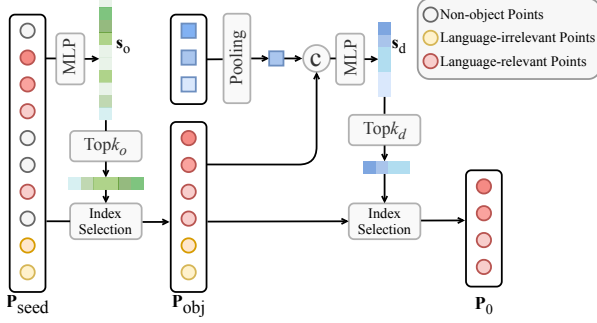 MLP
s_o
Topk_o
Index
Selection
P_seed
Pooling
C
MLP
s_d
Topk_d
Index
Selection
P_obj
P_0
Non-object Points
Language-irrelevant Points
Language-relevant Points